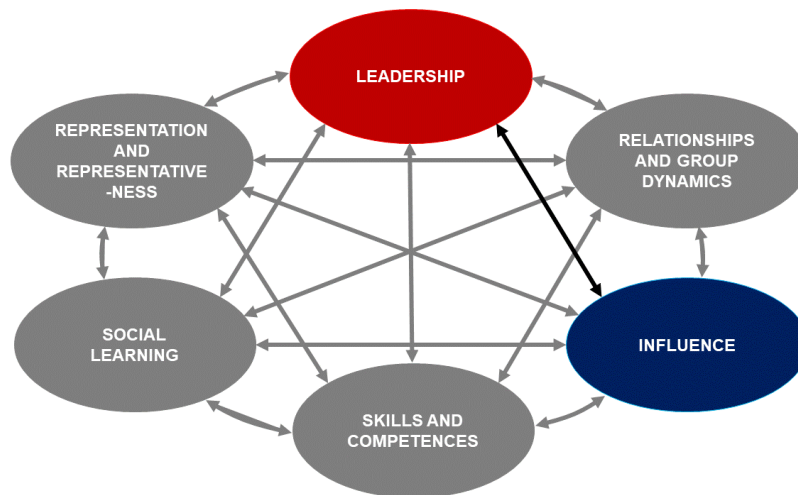 LEADERSHIP
REPRESENTATION
AND
REPRESENTATIVE
-NESS
RELATIONSHIPS
AND GROUP
DYNAMICS
SOCIAL
LEARNING
INFLUENCE
SKILLS AND
COMPETENCES